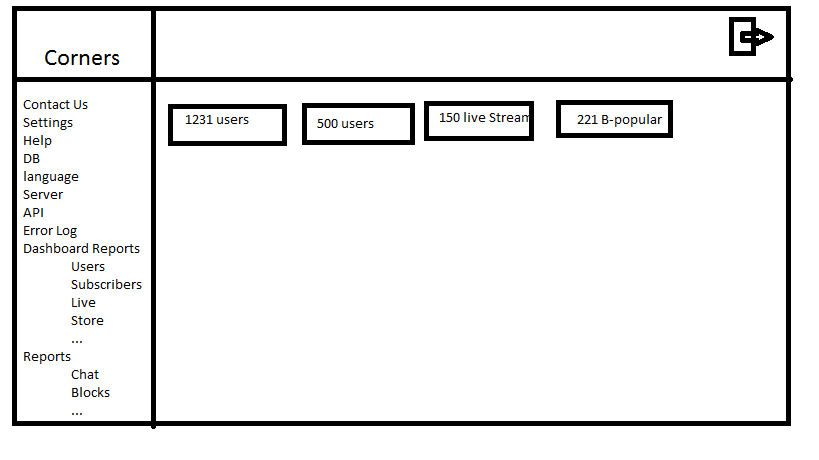 Corners
Contact Us
Settings
Help
DB
language
Server
API
Error Log
Dashboard Reports
Users
Subscribers
Live
Store
...
Reports
Chat
Blocks
...
1231 users
500 users
150 live Stream
221 B-popular